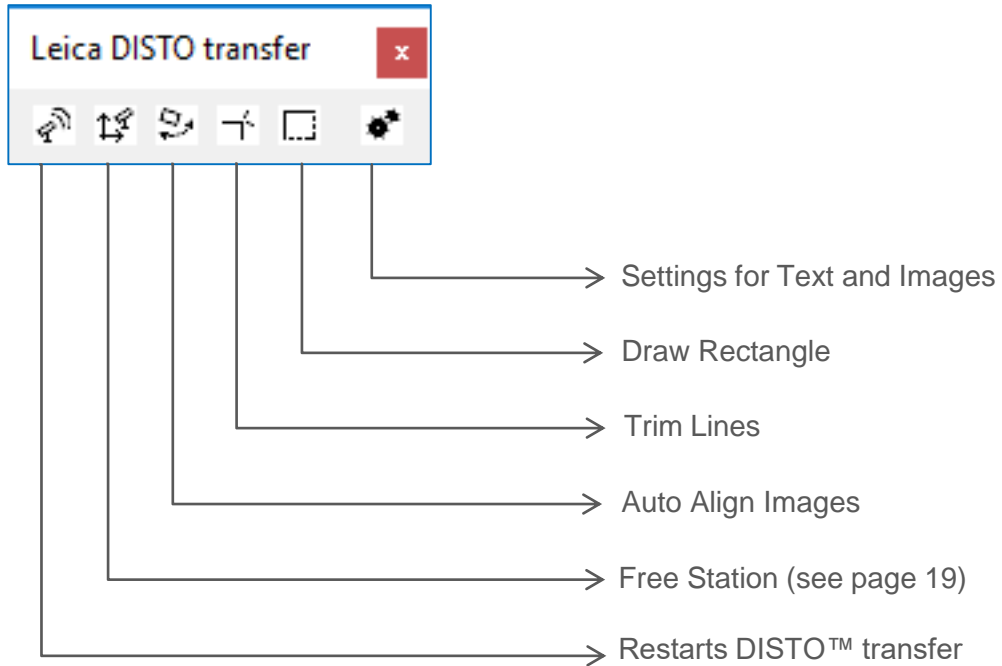 Leica DISTO transfer
x
Settings for Text and Images
Draw Rectangle
Trim Lines
Auto Align Images
Free Station (see page 19)
Restarts DISTO™ transfer